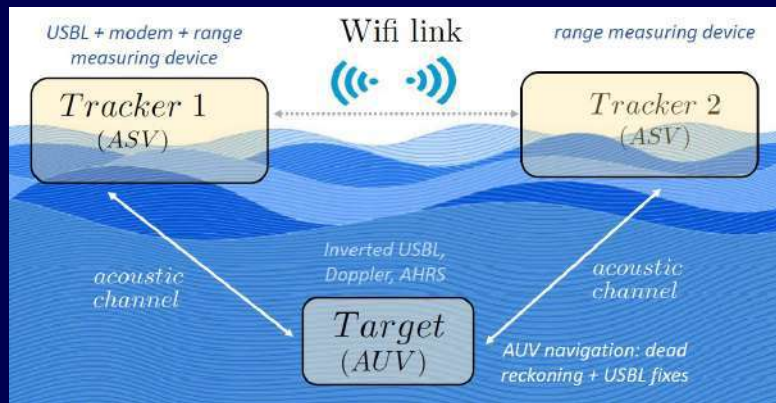 USBL + modem + range
measuring device
Wifi link
range measuring device
Tracker 1
(ASV)
Tracker 2
(ASV)
Inverted USBL,
Doppler, AHRS
acoustic
channel
acoustic
channel
Target
(AUV)
AUV navigation: dead
reckoning + USBL fixes